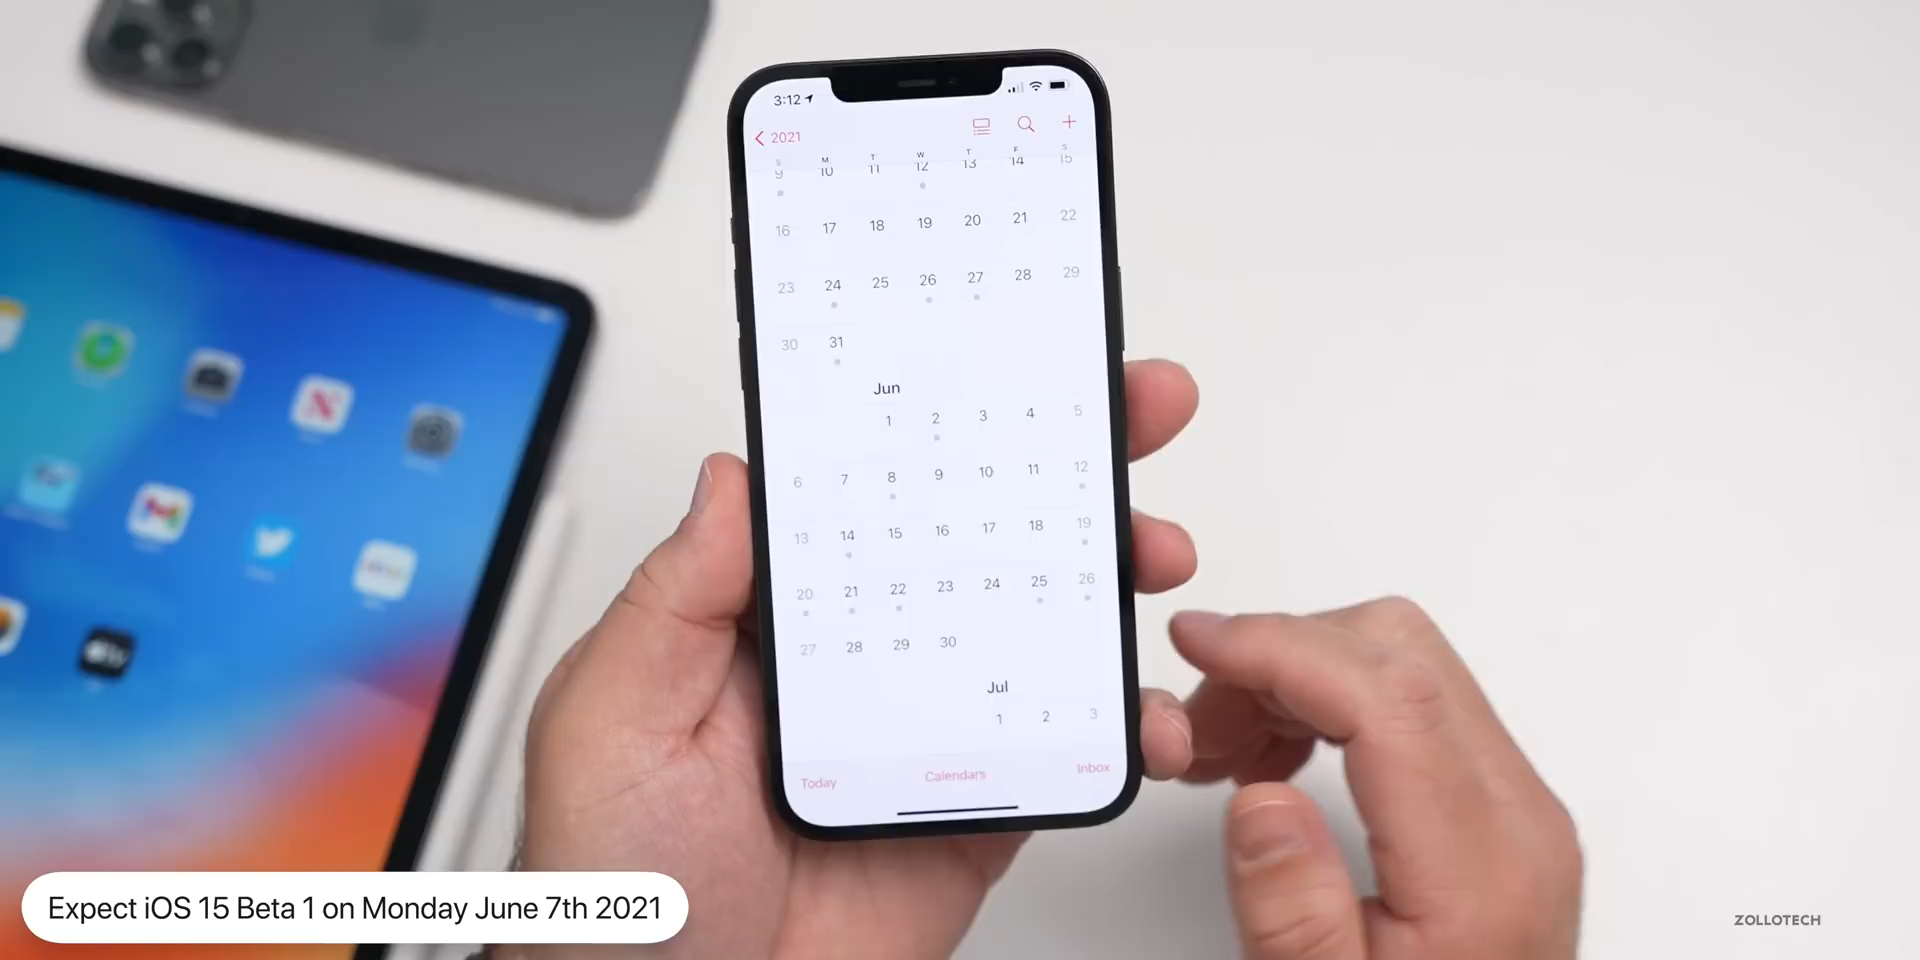 3:12
2021
S M T W T F S
9 10 11 12 13 14 15
16 17 18 19 20 21 22
23 24 25 26 27 28 29
30 31
Jun
1 2 3 4 5
6 7 8 9 10 11 12
13 14 15 16 17 18 19
20 21 22 23 24 25 26
27 28 29 30
Jul
1 2 3
Today Calendars Inbox
Expect iOS 15 Beta 1 on Monday June 7th 2021
ZOLLOTECH